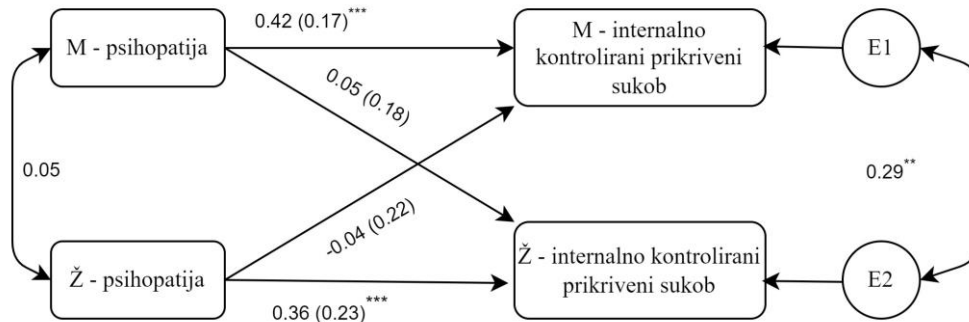 0.42 (0.17)***
M - psihopatija
M - internalno
kontrolirani prikriveni
sukob
E1
0.05 (0.18)
0.05
0.29**
-0.04 (0.22)
Ž - psihopatija
Ž - internalno kontrolirani
prikriveni sukob
E2
0.36 (0.23)***